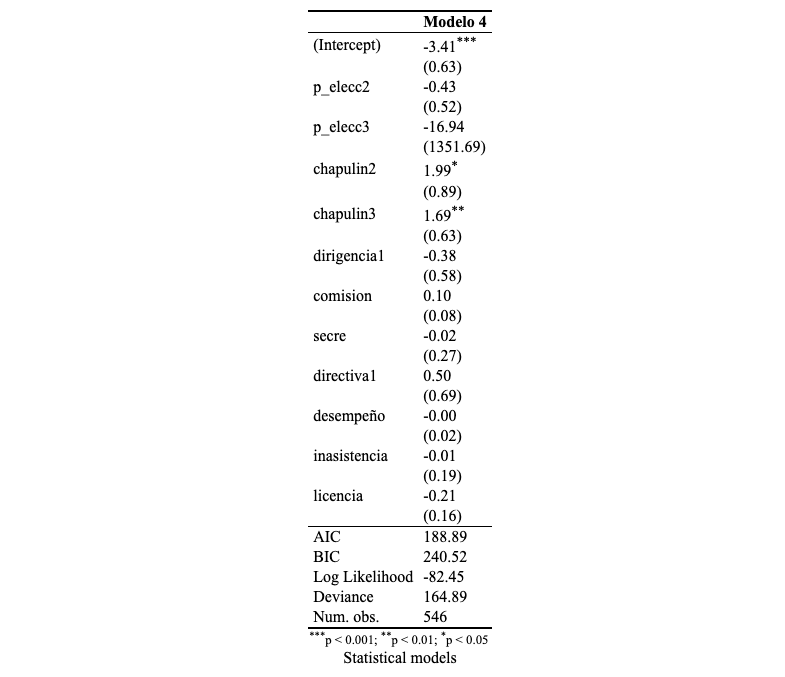 Modelo 4
(Intercept) -3.41***
(0.63)
p_elecc2 -0.43
(0.52)
p_elecc3 -16.94
(1351.69)
chapulin2 1.99*
(0.89)
chapulin3 1.69**
(0.63)
dirigencia1 -0.38
(0.58)
comision 0.10
(0.08)
secre -0.02
(0.27)
directiva1 0.50
(0.69)
desempeño -0.00
(0.02)
inasistencia -0.01
(0.19)
licencia -0.21
(0.16)
AIC 188.89
BIC 240.52
Log Likelihood -82.45
Deviance 164.89
Num. obs. 546
***p < 0.001; **p < 0.01; *p < 0.05
Statistical models